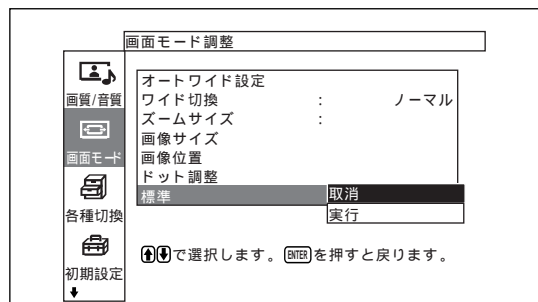 画面モード調整
画質/音質
画面モード
各種切換
初期設定
オートワイド設定
ワイド切換 : ノーマル
ズームサイズ :
画像サイズ
画像位置
ドット調整
標準 取消
実行
で選択します。ENTERを押すと戻ります。